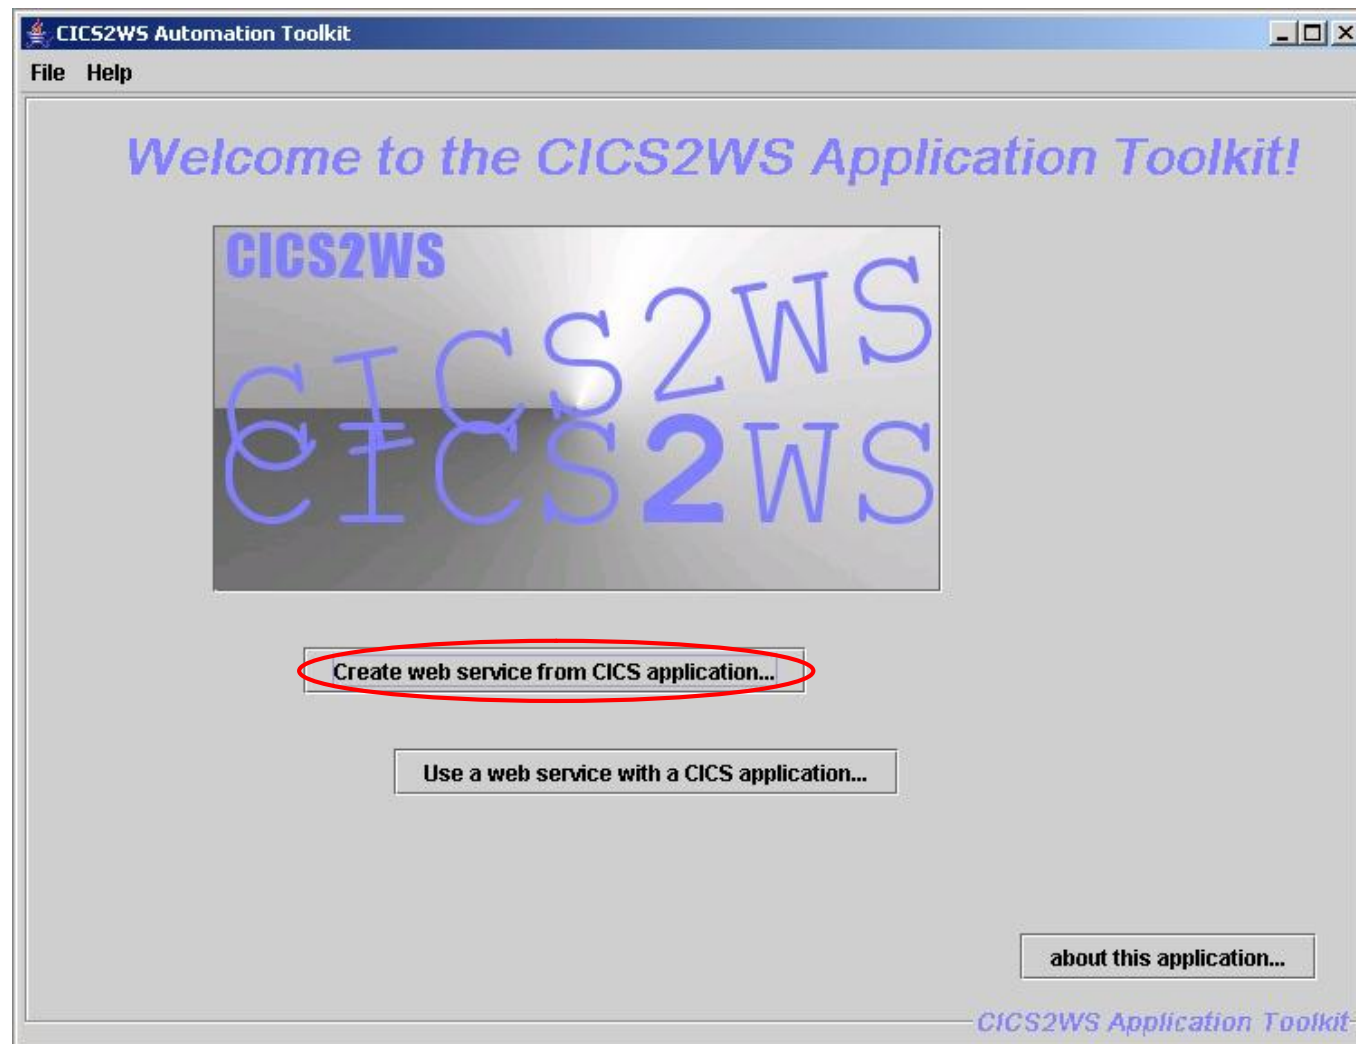 CICS2WS Automation Toolkit
File Help
Welcome to the CICS2WS Application Toolkit!
CICS2WS
CICS2WS
CICS2WS
Create web service from CICS application...
Use a web service with a CICS application...
about this application...
CICS2WS Application Toolkit